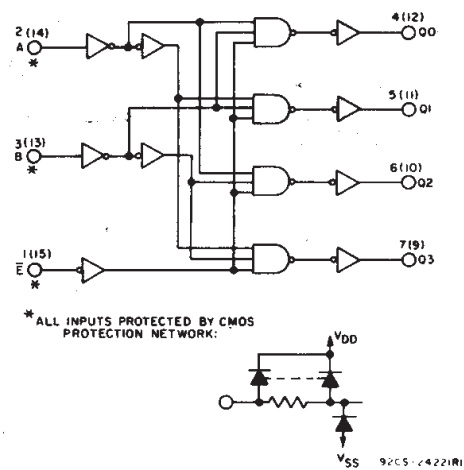 2 (14)
A
*
3 (13)
B
*
1 (15)
E̅
*
4 (12)
Q0
5 (11)
Q1
6 (10)
Q2
7 (9)
Q3
*ALL INPUTS PROTECTED BY CMOS
PROTECTION NETWORK:
VDD
VSS
92CS-24221R1